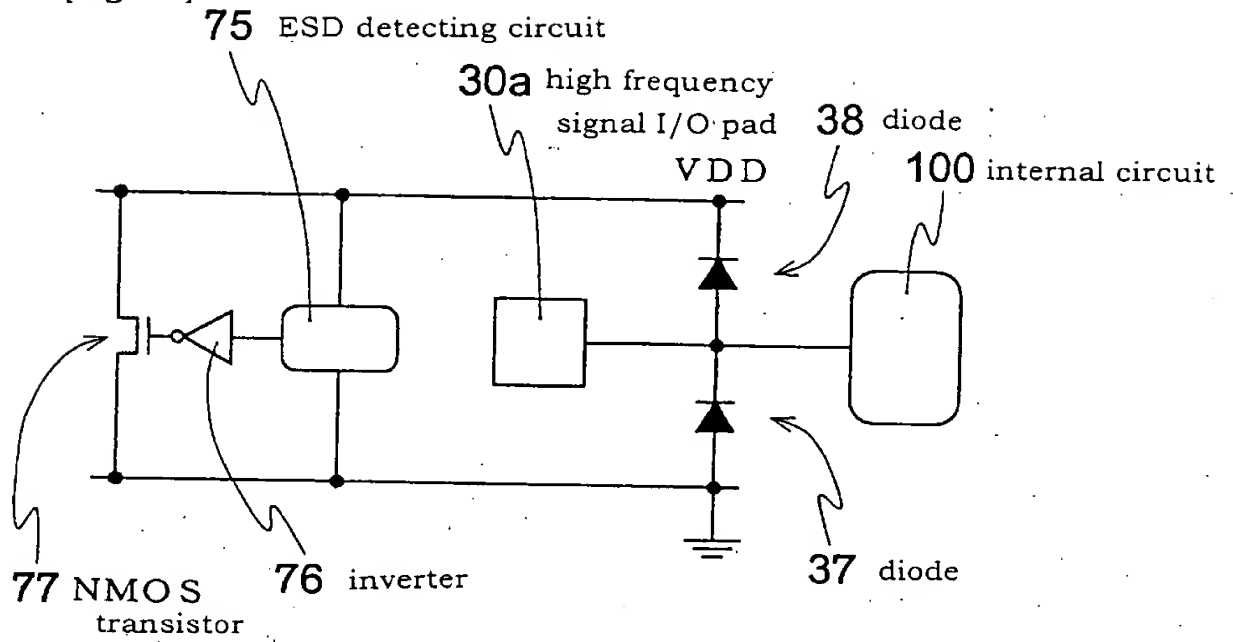 75 ESD detecting circuit
30a high frequency
signal I/O pad
38 diode
VDD
100 internal circuit
77 NMOS
transistor
76 inverter
37 diode